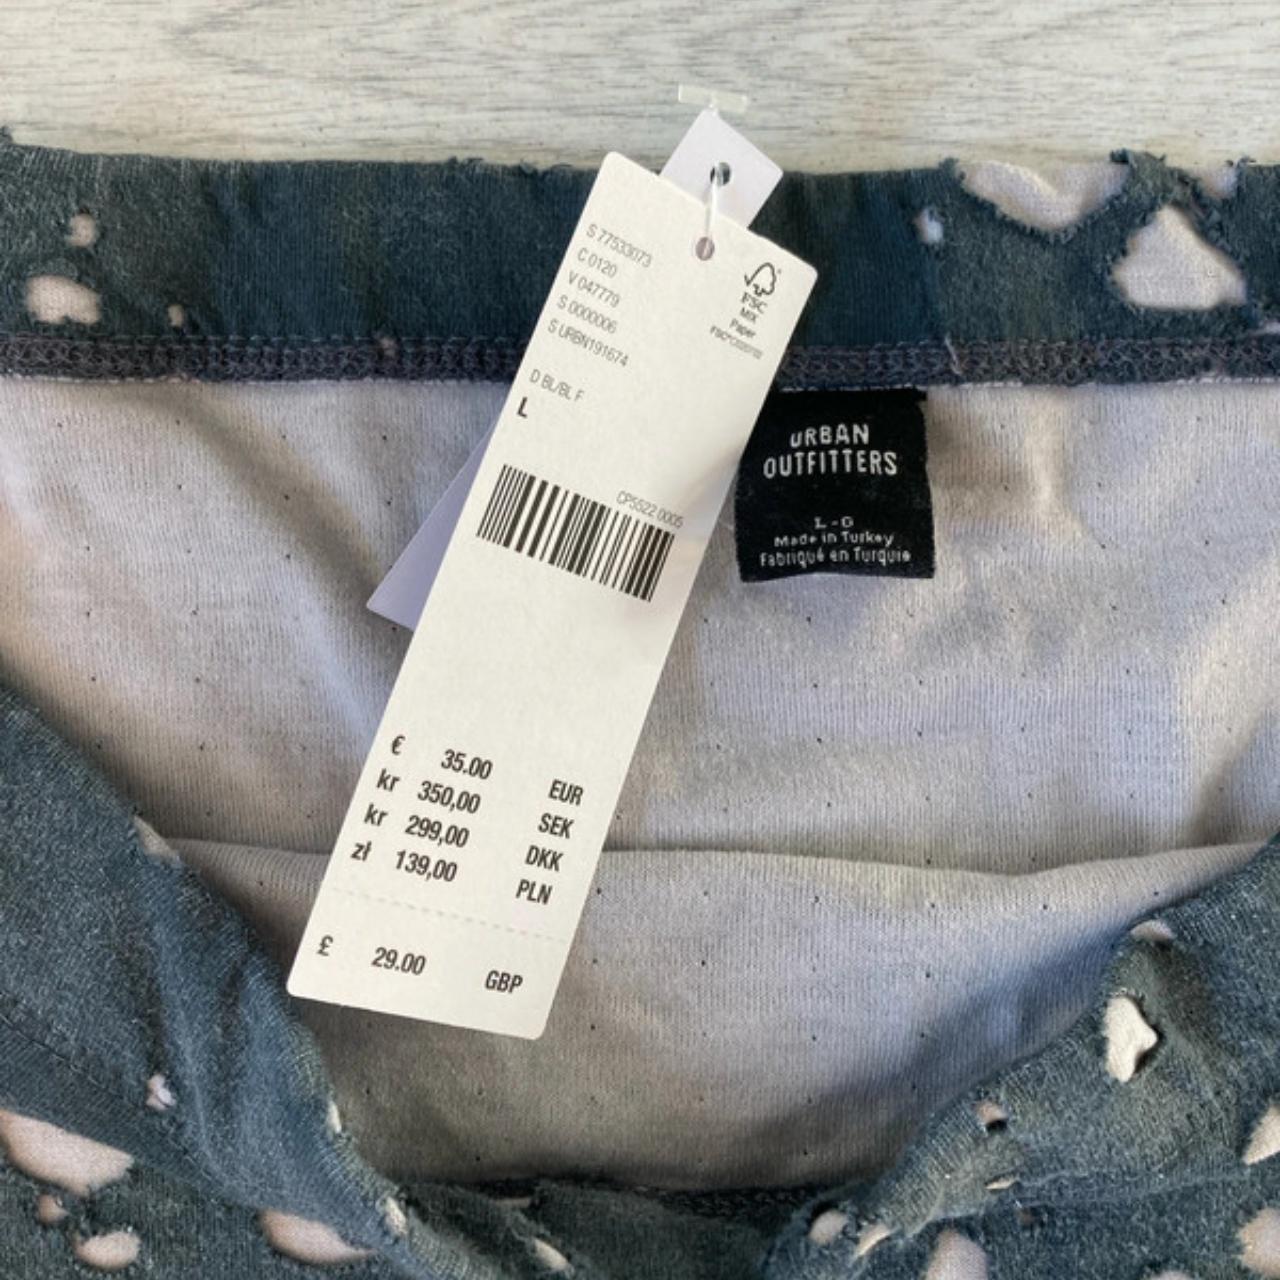 S 77533073
C 0120
V 047779
S 0000006
S URBN191674
D BL/BL F
L
FSC
MIX
Paper
CP5522.0005
€ 35.00 EUR
kr 350,00 SEK
kr 299,00 DKK
zł 139,00 PLN
£ 29.00 GBP
URBAN
OUTFITTERS
L-G
Made in Turkey
Fabriqué en Turquie